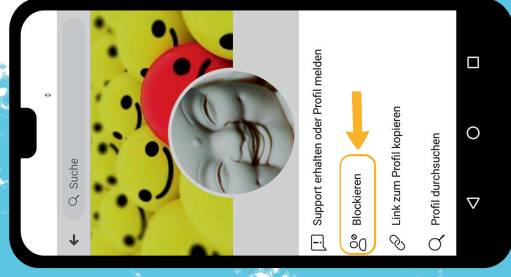 Suche
Support erhalten oder Profil melden
Blockieren
Link zum Profil kopieren
Profil durchsuchen